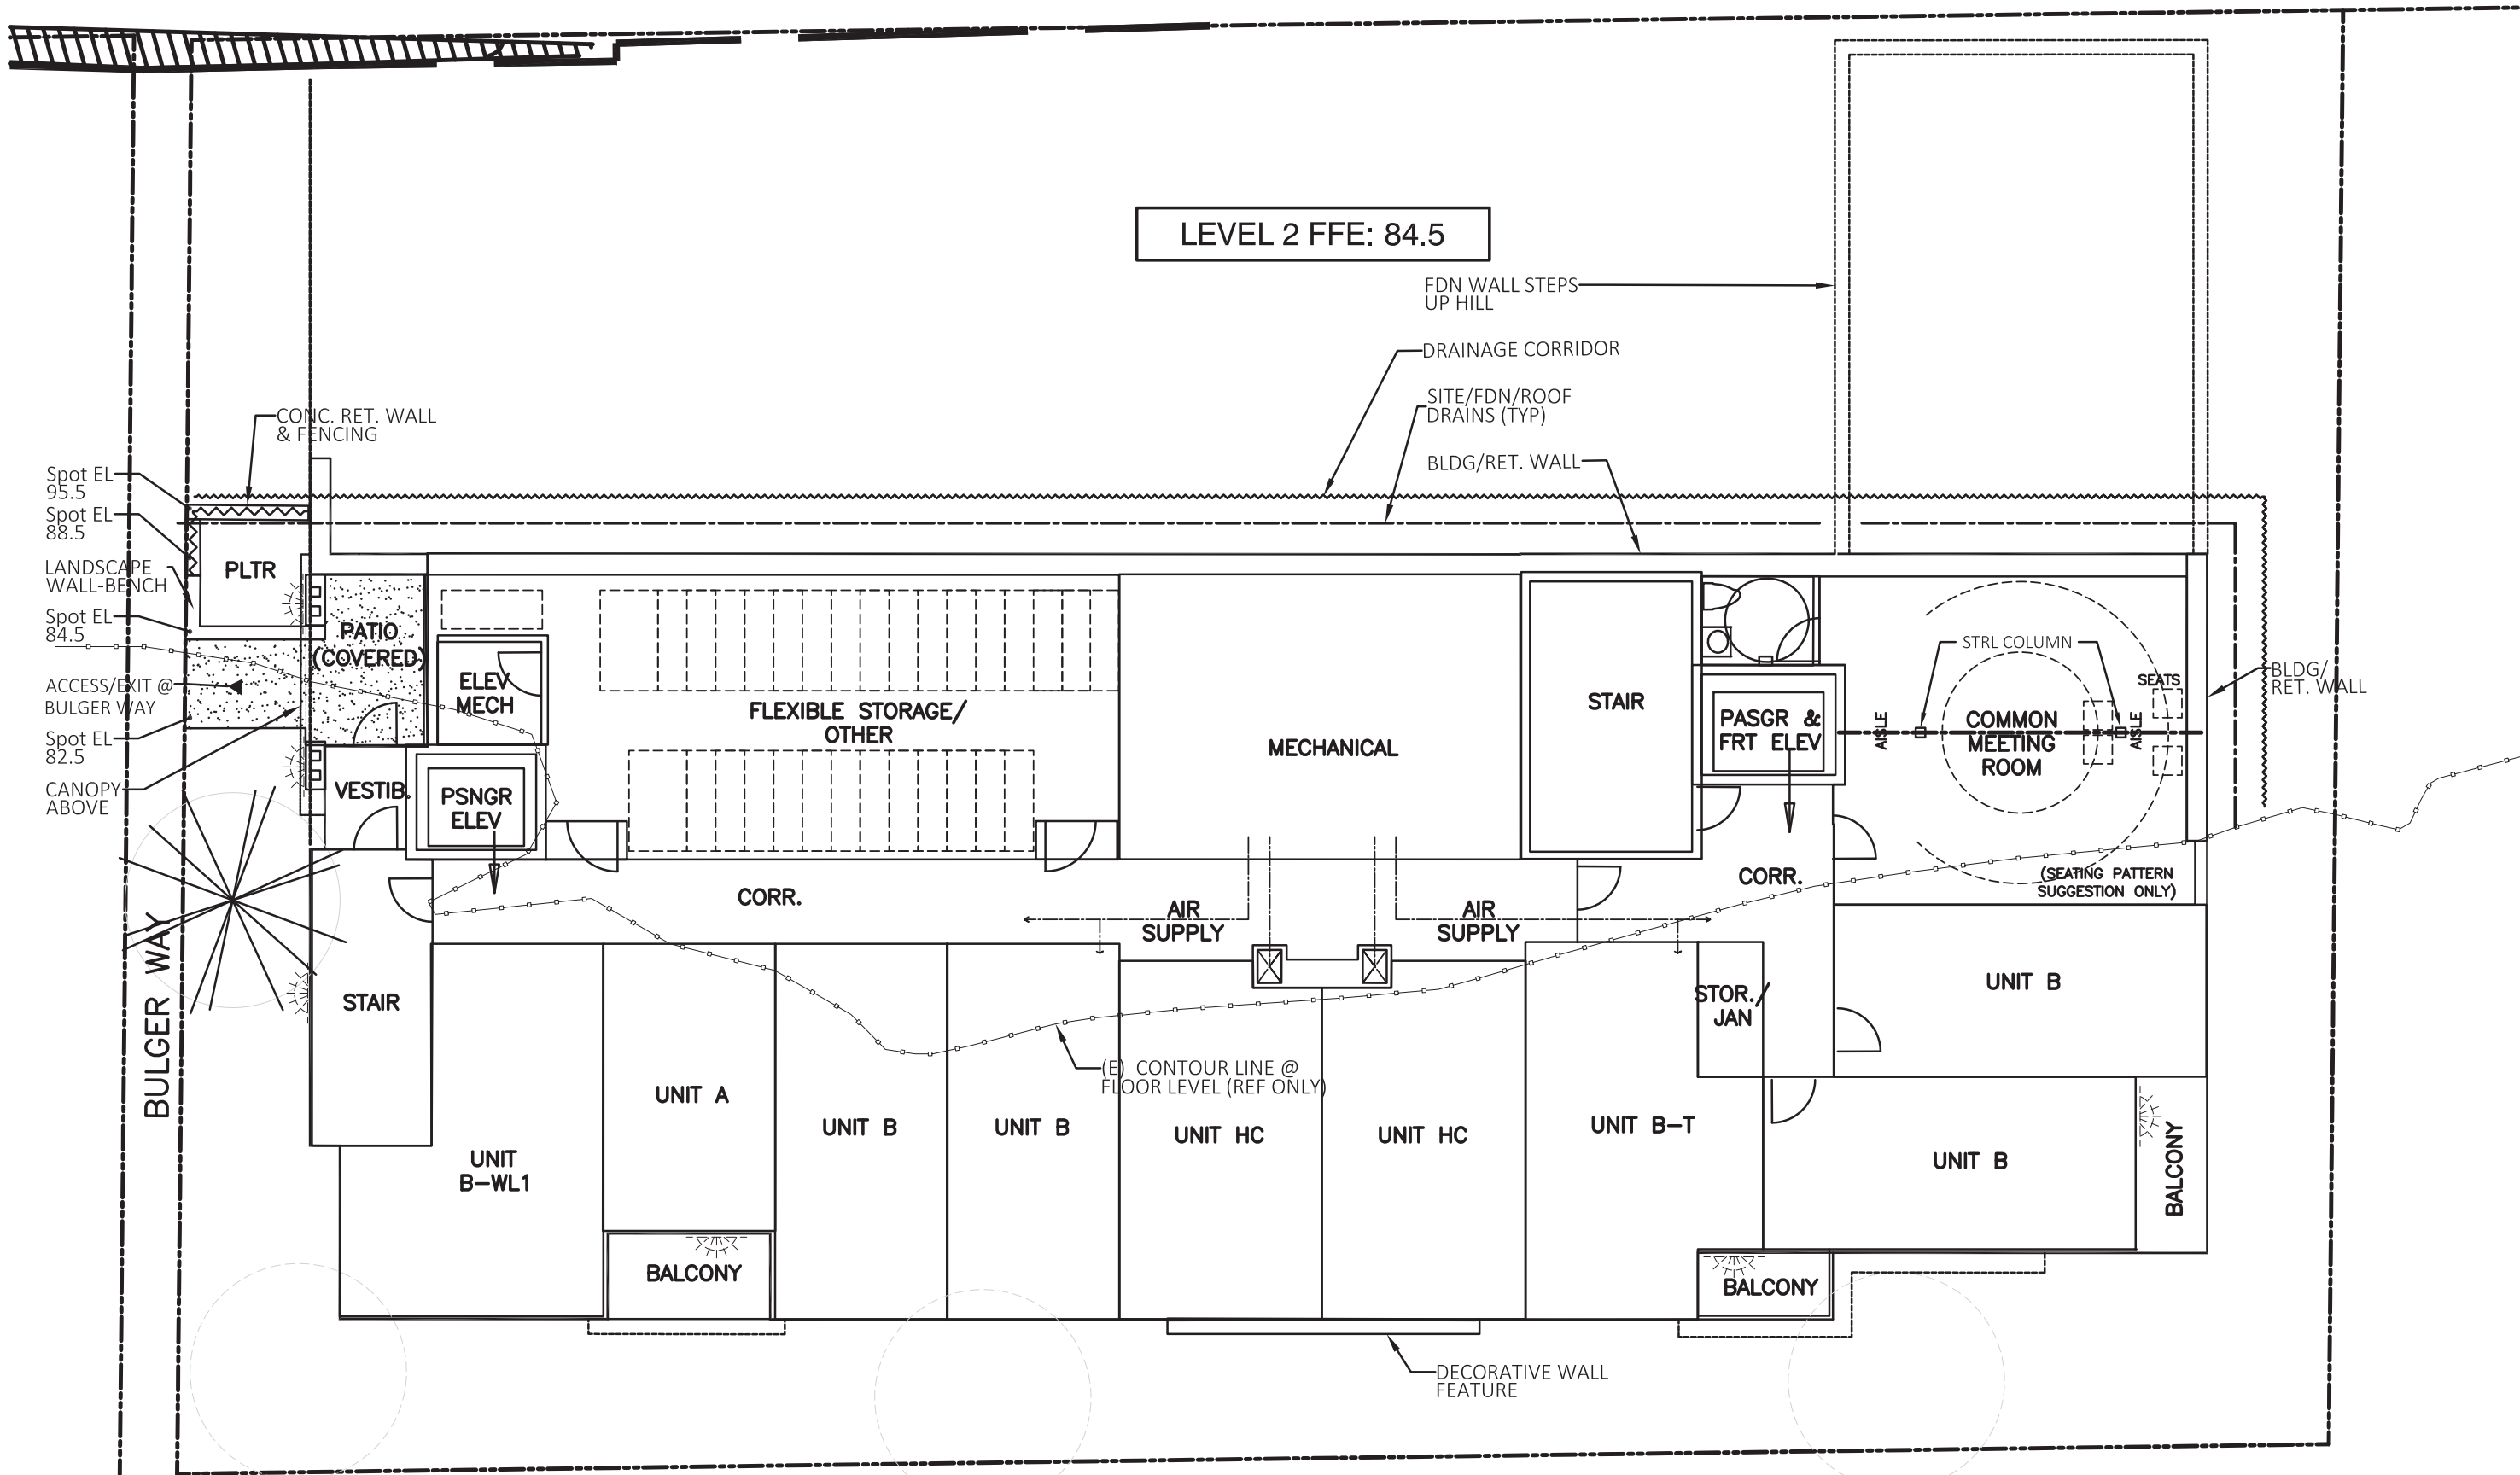 LEVEL 2 FFE: 84.5
FDN WALL STEPS
UP HILL
DRAINAGE CORRIDOR
SITE/FDN/ROOF
DRAINS (TYP)
BLDG/RET. WALL
CONC. RET. WALL
& FENCING
Spot EL
95.5
Spot EL
88.5
LANDSCAPE
WALL-BENCH
Spot EL
84.5
ACCESS/EXIT @
BULGER WAY
Spot EL
82.5
CANOPY
ABOVE
PLTR
PATIO
(COVERED)
ELEV
MECH
VESTIB.
PSNGR
ELEV
FLEXIBLE STORAGE/
OTHER
MECHANICAL
STAIR
PASGR &
FRT ELEV
STRL COLUMN
SEATS
AISLE
COMMON
MEETING
ROOM
AISLE
BLDG/
RET. WALL
(SEATING PATTERN
SUGGESTION ONLY)
CORR.
CORR.
AIR
SUPPLY
AIR
SUPPLY
BULGER WAY
STAIR
UNIT
B-WL1
UNIT A
BALCONY
UNIT B
UNIT B
(E) CONTOUR LINE @
FLOOR LEVEL (REF ONLY)
UNIT HC
UNIT HC
UNIT B-T
STOR./
JAN
UNIT B
UNIT B
BALCONY
BALCONY
DECORATIVE WALL
FEATURE